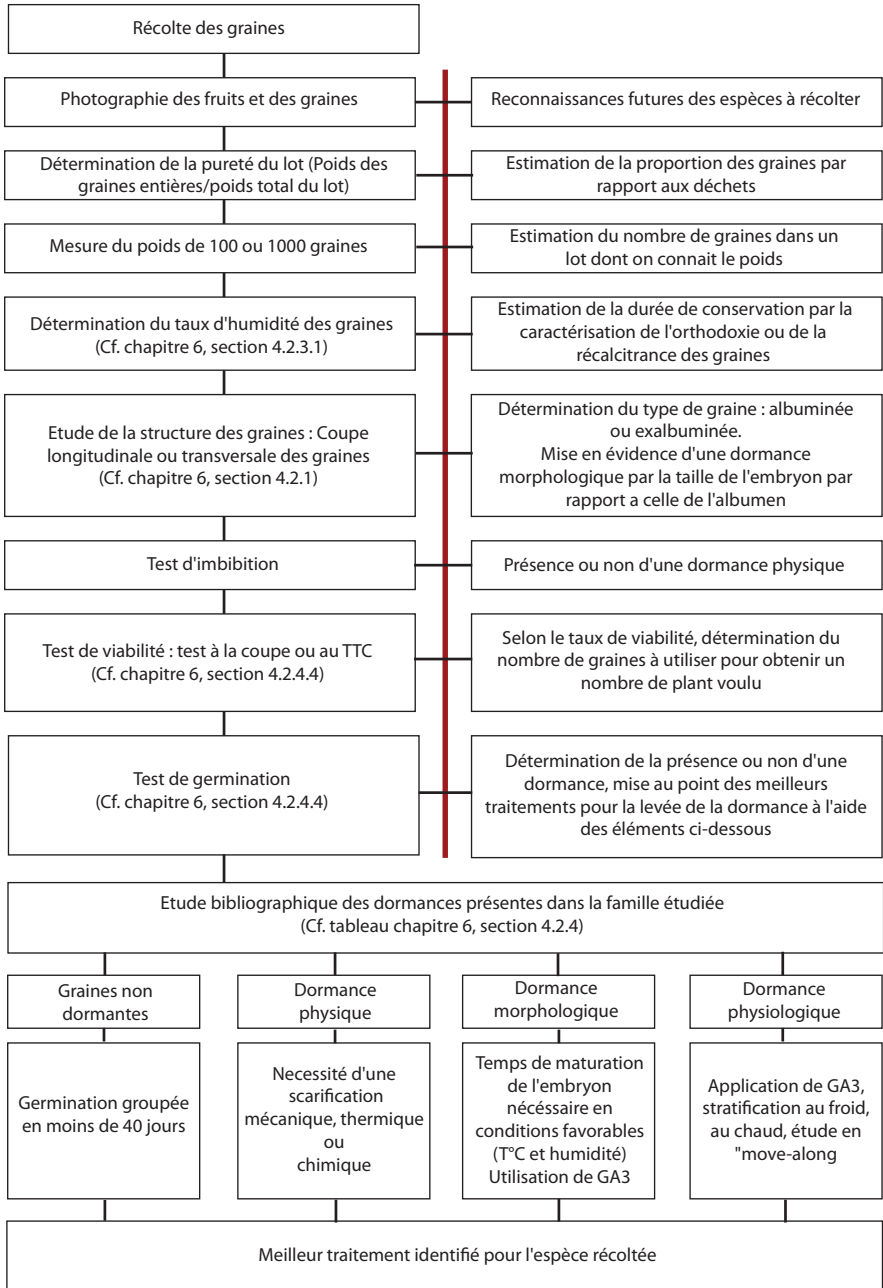 Récolte des graines
Photographie des fruits et des graines
Reconnaissances futures des espèces à récolter
Détermination de la pureté du lot (Poids des
graines entières/poids total du lot)
Estimation de la proportion des graines par
rapport aux déchets
Mesure du poids de 100 ou 1000 graines
Estimation du nombre de graines dans un
lot dont on connait le poids
Détermination du taux d'humidité des graines
(Cf. chapitre 6, section 4.2.3.1)
Estimation de la durée de conservation par la
caractérisation de l'orthodoxie ou de la
récalcitrance des graines
Etude de la structure des graines : Coupe
longitudinale ou transversale des graines
(Cf. chapitre 6, section 4.2.1)
Détermination du type de graine : albuminée
ou exalbuminée.
Mise en évidence d'une dormance
morphologique par la taille de l'embryon par
rapport a celle de l'albumen
Test d'imbibition
Présence ou non d'une dormance physique
Test de viabilité : test à la coupe ou au TTC
(Cf. chapitre 6, section 4.2.4.4)
Selon le taux de viabilité, détermination du
nombre de graines à utiliser pour obtenir un
nombre de plant voulu
Test de germination
(Cf. chapitre 6, section 4.2.4.4)
Détermination de la présence ou non d'une
dormance, mise au point des meilleurs
traitements pour la levée de la dormance à l'aide
des éléments ci-dessous
Etude bibliographique des dormances présentes dans la famille étudiée
(Cf. tableau chapitre 6, section 4.2.4)
Graines non
dormantes
Dormance
physique
Dormance
morphologique
Dormance
physiologique
Germination groupée
en moins de 40 jours
Necessité d'une
scarification
mécanique, thermique
ou
chimique
Temps de maturation
de l'embryon
nécéssaire en
conditions favorables
(T°C et humidité)
Utilisation de GA3
Application de GA3,
stratification au froid,
au chaud, étude en
"move-along
Meilleur traitement identifié pour l'espèce récoltée